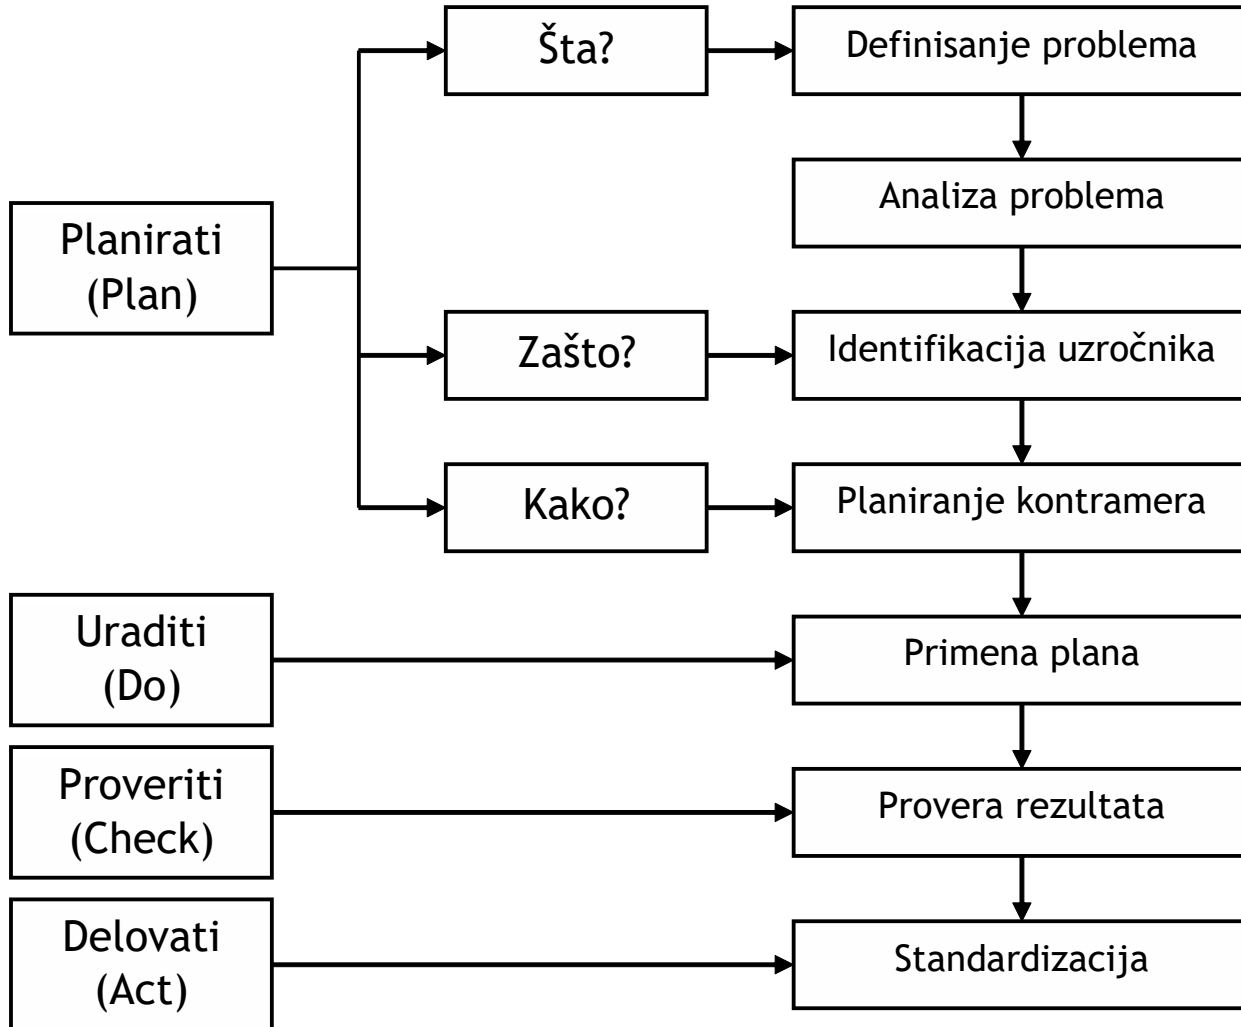 Šta?
Definisanje problema
Analiza problema
Planirati
(Plan)
Zašto?
Identifikacija uzročnika
Kako?
Planiranje kontramera
Uraditi
(Do)
Primena plana
Proveriti
(Check)
Provera rezultata
Delovati
(Act)
Standardizacija